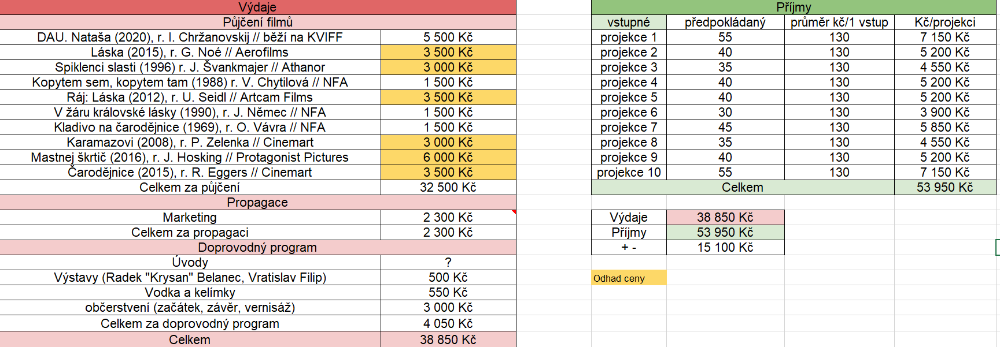 Výdaje
Půjčení filmů
DAU. Nataša (2020), r. I. Chržanovskij // běží na KVIFF 5 500 Kč
Láska (2015), r. G. Noé // Aerofilms 3 500 Kč
Spiklenci slasti (1996) r. J. Švankmajer // Athanor 3 000 Kč
Kopytem sem, kopytem tam (1988) r. V. Chytilová // NFA 1 500 Kč
Ráj: Láska (2012), r. U. Seidl // Artcam Films 3 500 Kč
V žáru královské lásky (1990), r. J. Němec // NFA 1 500 Kč
Kladivo na čarodějnice (1969), r. O. Vávra // NFA 1 500 Kč
Karamazovi (2008), r. P. Zelenka // Cinemart 3 000 Kč
Mastnej škrtič (2016), r. J. Hosking // Protagonist Pictures 6 000 Kč
Čarodějnice (2015), r. R. Eggers // Cinemart 3 500 Kč
Celkem za půjčení 32 500 Kč
Propagace
Marketing 2 300 Kč
Celkem za propagaci 2 300 Kč
Doprovodný program
Úvody ?
Výstavy (Radek "Krysan" Belanec, Vratislav Filip) 500 Kč
Vodka a kelímky 550 Kč
občerstvení (začátek, závěr, vernisáž) 3 000 Kč
Celkem za doprovodný program 4 050 Kč
Celkem 38 850 Kč
Příjmy
vstupné předpokládaný průměr kč/1 vstup Kč/projekci
projekce 1 55 130 7 150 Kč
projekce 2 40 130 5 200 Kč
projekce 3 35 130 4 550 Kč
projekce 4 40 130 5 200 Kč
projekce 5 40 130 5 200 Kč
projekce 6 30 130 3 900 Kč
projekce 7 45 130 5 850 Kč
projekce 8 35 130 4 550 Kč
projekce 9 40 130 5 200 Kč
projekce 10 55 130 7 150 Kč
Celkem 53 950 Kč
Výdaje 38 850 Kč
Příjmy 53 950 Kč
+ - 15 100 Kč
Odhad ceny